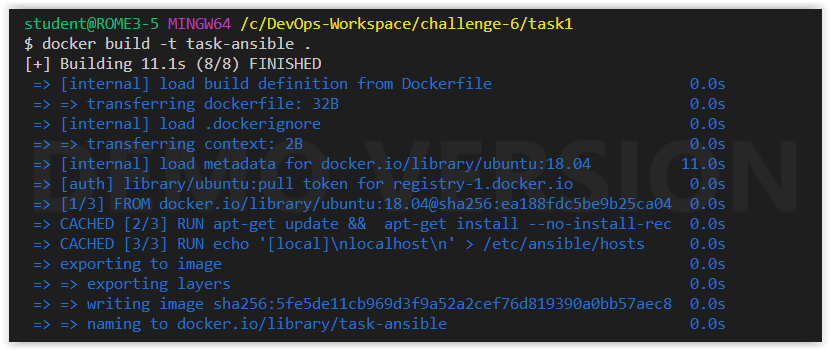 student@ROME3-5 MINGW64 /c/DevOps-Workspace/challenge-6/task1
$ docker build -t task-ansible .
[+] Building 11.1s (8/8) FINISHED
=> [internal] load build definition from Dockerfile 0.0s
=> => transferring dockerfile: 32B 0.0s
=> [internal] load .dockerignore 0.0s
=> => transferring context: 2B 0.0s
=> [internal] load metadata for docker.io/library/ubuntu:18.04 11.0s
=> [auth] library/ubuntu:pull token for registry-1.docker.io 0.0s
=> [1/3] FROM docker.io/library/ubuntu:18.04@sha256:ea188fdc5be9b25ca04 0.0s
=> CACHED [2/3] RUN apt-get update &&  apt-get install --no-install-rec 0.0s
=> CACHED [3/3] RUN echo '[local]\nlocalhost\n' > /etc/ansible/hosts 0.0s
=> exporting to image 0.0s
=> => exporting layers 0.0s
=> => writing image sha256:5fe5de11cb969d3f9a52a2cef76d819390a0bb57aec8 0.0s
=> => naming to docker.io/library/task-ansible 0.0s
DEMO VERSION